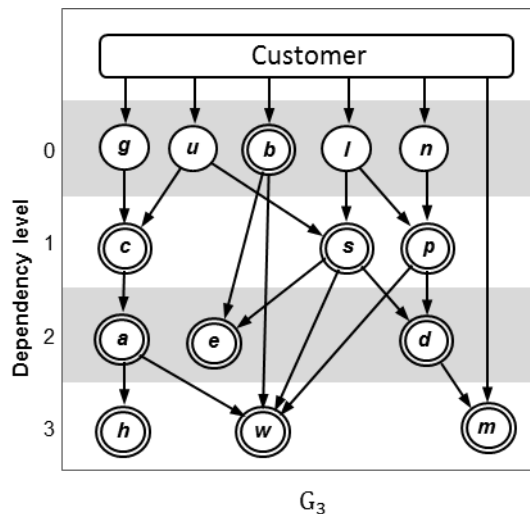 Customer
0 g u b l n
1 c s p
2 a e d
3 h w m
Dependency level
G₃